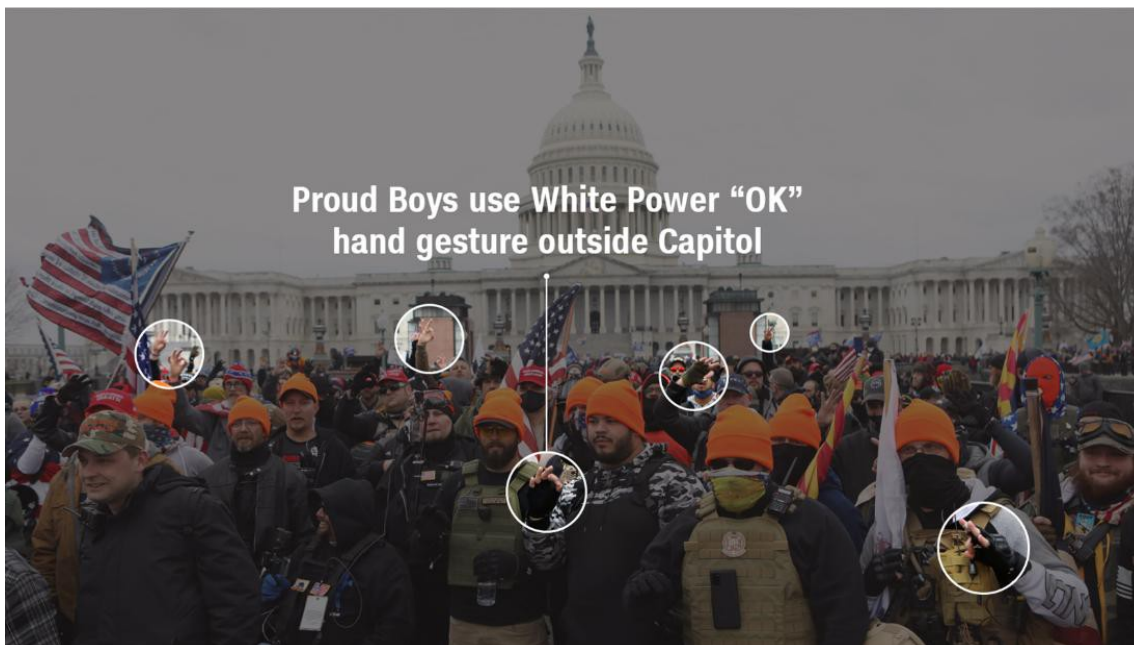 Proud Boys use White Power “OK”
hand gesture outside Capitol